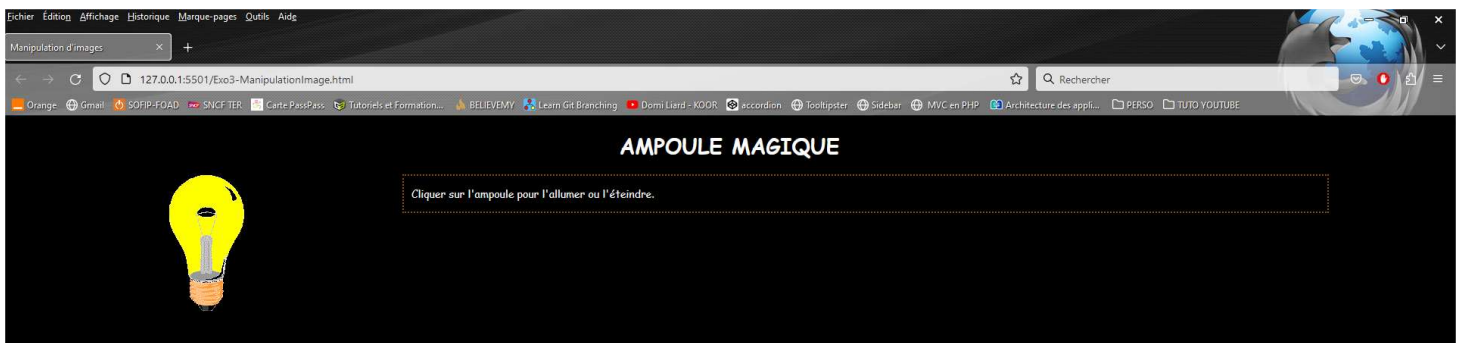 Fichier Édition Affichage Historique Marque-pages Outils Aide
Manipulation d'images
127.0.0.1:5501/Exo3-ManipulationImage.html
Rechercher
Orange Gmail SOFIP-FOAD SNCF TER Carte PassPass Tutoriels et Formation... BELIEVEMY Learn Git Branching Domi Liard - KOOR accordion Tooltipster Sidebar MVC en PHP Architecture des appli... PERSO TUTO YOUTUBE
AMPOULE MAGIQUE
Cliquer sur l'ampoule pour l'allumer ou l'éteindre.